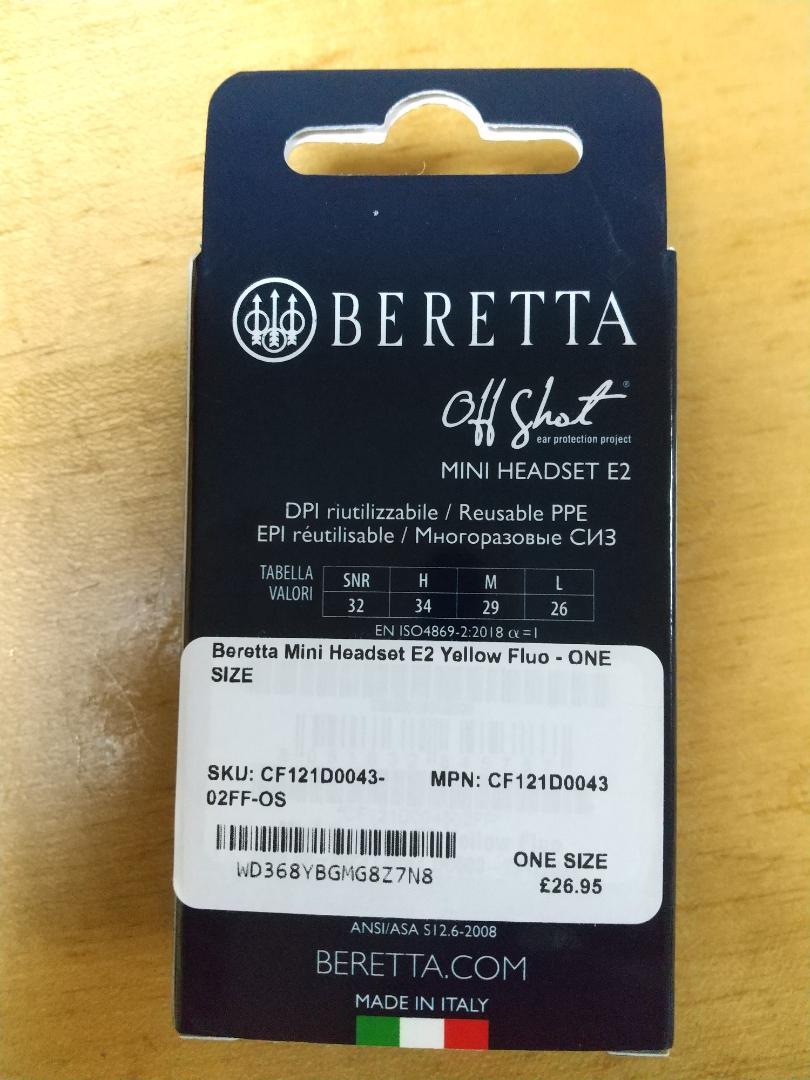 BERETTA
Off Shot®
ear protection project
MINI HEADSET E2
DPI riutilizzabile / Reusable PPE
EPI réutilisable / Многоразовые СИЗ
TABELLA VALORI
SNR H M L
32 34 29 26
EN ISO4869-2:2018 α=1
Beretta Mini Headset E2 Yellow Fluo - ONE
SIZE
SKU: CF121D0043- MPN: CF121D0043
02FF-OS
WD368YBGMG8Z7N8
ONE SIZE
£26.95
ANSI/ASA S12.6-2008
BERETTA.COM
MADE IN ITALY